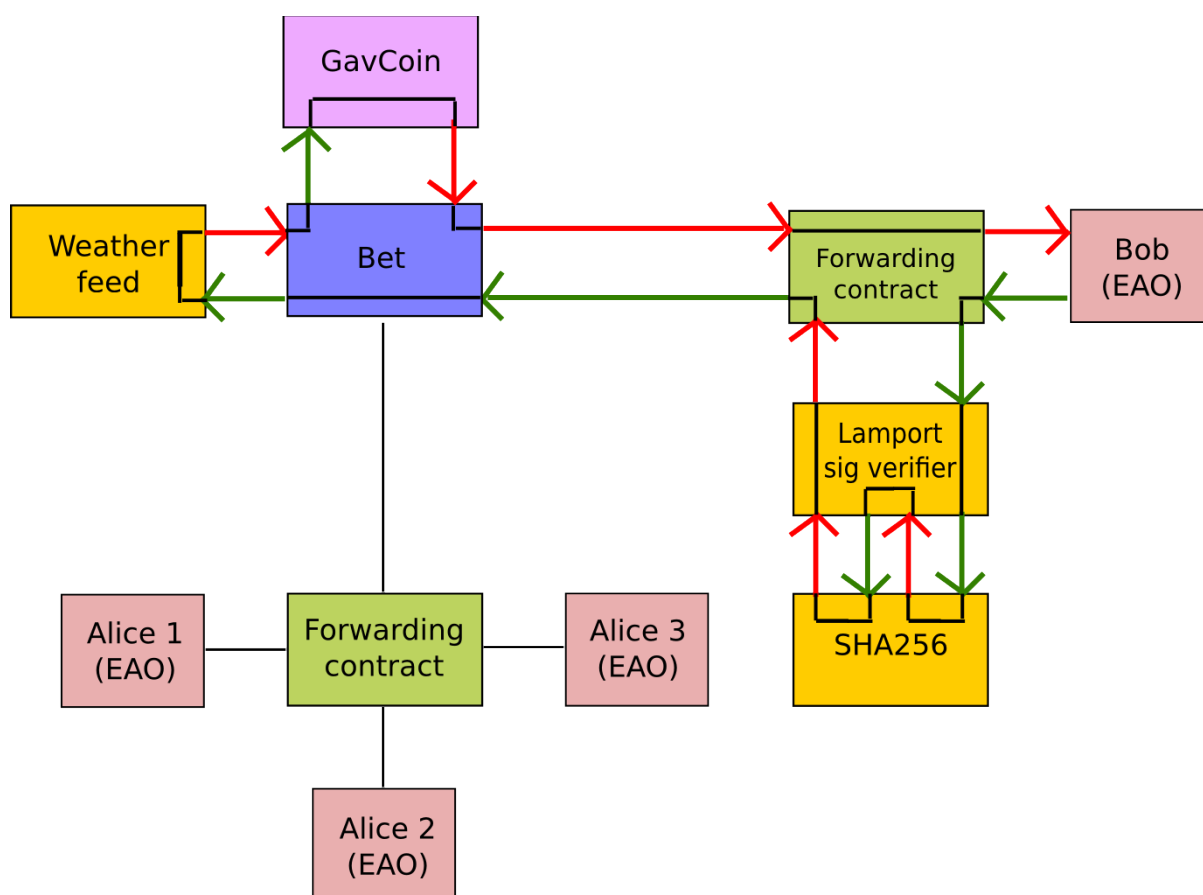 GavCoin
Weather
feed
Bet
Forwarding
contract
Bob
(EAO)
Lamport
sig verifier
SHA256
Alice 1
(EAO)
Forwarding
contract
Alice 3
(EAO)
Alice 2
(EAO)